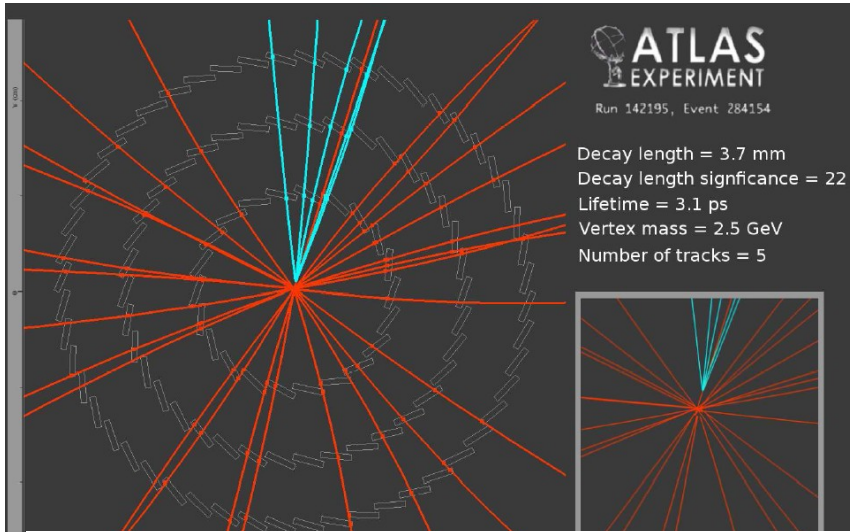 ATLAS
EXPERIMENT
Run 142195, Event 284154
Decay length = 3.7 mm
Decay length signficance = 22
Lifetime = 3.1 ps
Vertex mass = 2.5 GeV
Number of tracks = 5
0